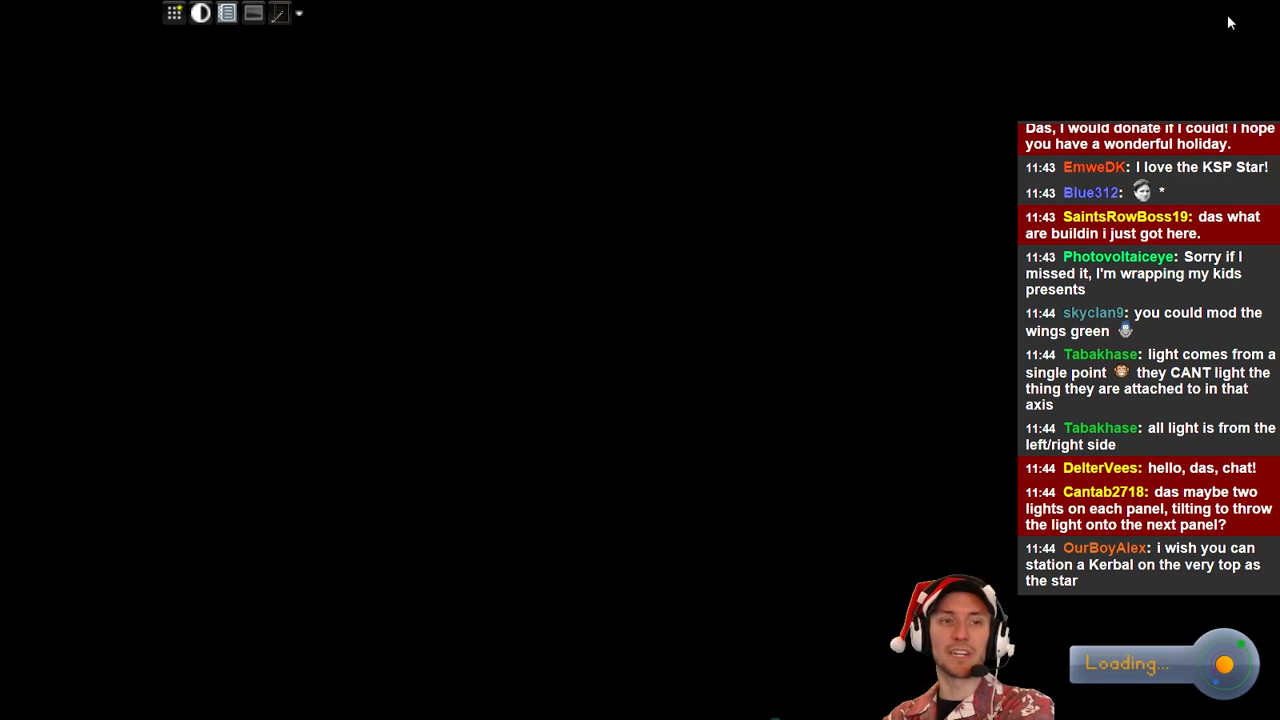 Das, I would donate if I could! I hope
you have a wonderful holiday.
11:43 EmweDK: I love the KSP Star!
11:43 Blue312: *
11:43 SaintsRowBoss19: das what
are buildin i just got here.
11:43 Photovoltaiceye: Sorry if I
missed it, I'm wrapping my kids
presents
11:44 skyclan9: you could mod the
wings green
11:44 Tabakhase: light comes from a
single point they CANT light the
thing they are attached to in that
axis
11:44 Tabakhase: all light is from the
left/right side
11:44 DelterVees: hello, das, chat!
11:44 Cantab2718: das maybe two
lights on each panel, tilting to throw
the light onto the next panel?
11:44 OurBoyAlex: i wish you can
station a Kerbal on the very top as
the star
Loading...